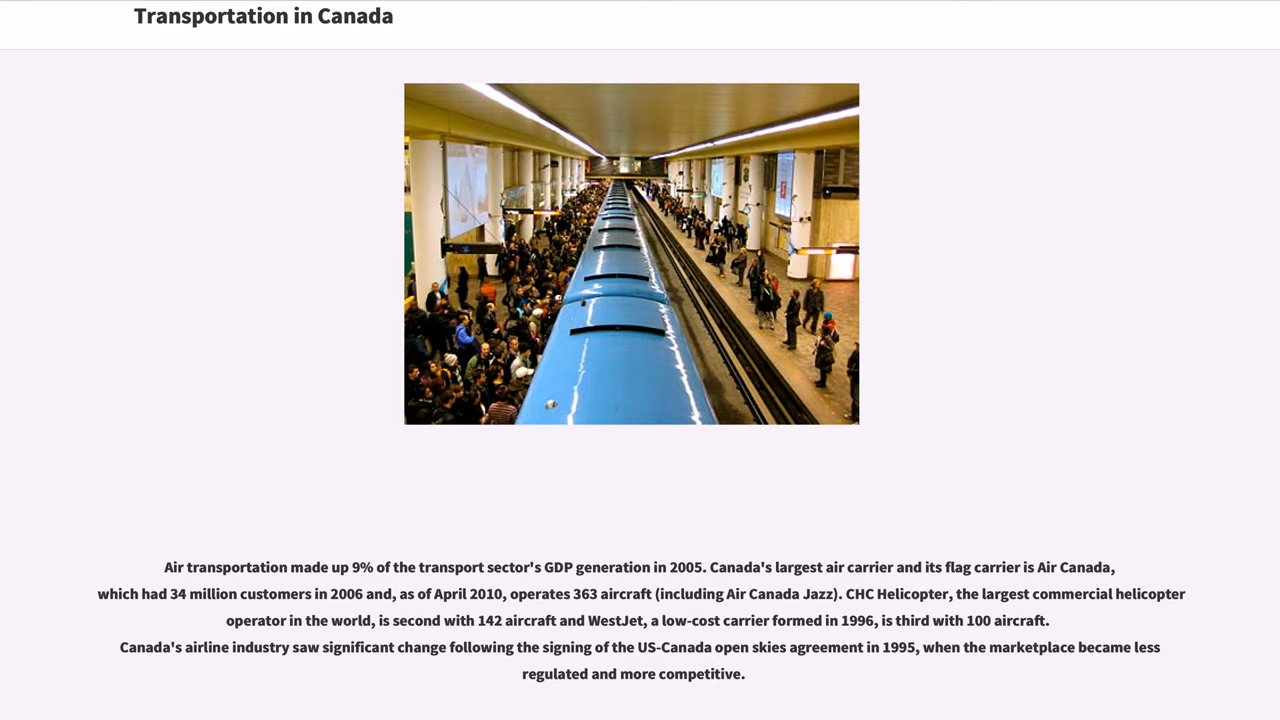 Transportation in Canada
Air transportation made up 9% of the transport sector's GDP generation in 2005. Canada's largest air carrier and its flag carrier is Air Canada,
which had 34 million customers in 2006 and, as of April 2010, operates 363 aircraft (including Air Canada Jazz). CHC Helicopter, the largest commercial helicopter
operator in the world, is second with 142 aircraft and WestJet, a low-cost carrier formed in 1996, is third with 100 aircraft.
Canada's airline industry saw significant change following the signing of the US-Canada open skies agreement in 1995, when the marketplace became less
regulated and more competitive.